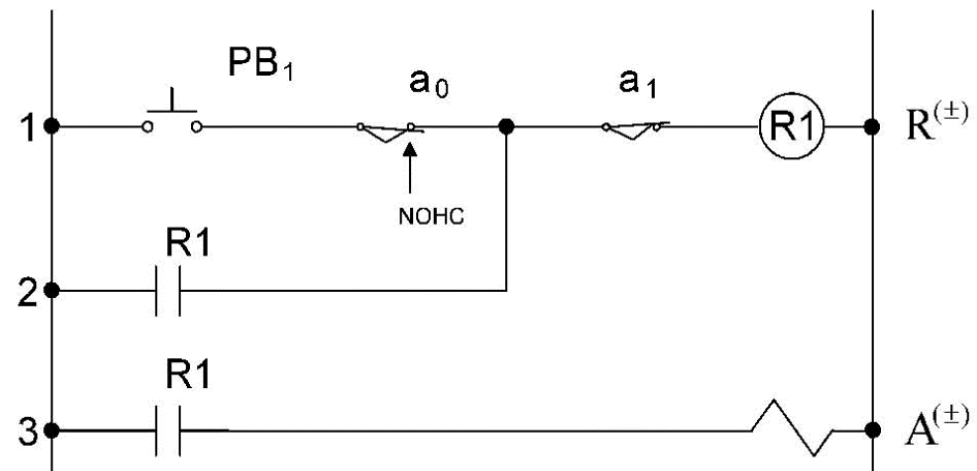 PB₁
a₀
a₁
1
R1
R(±)
NOHC
R1
2
R1
3
A(±)